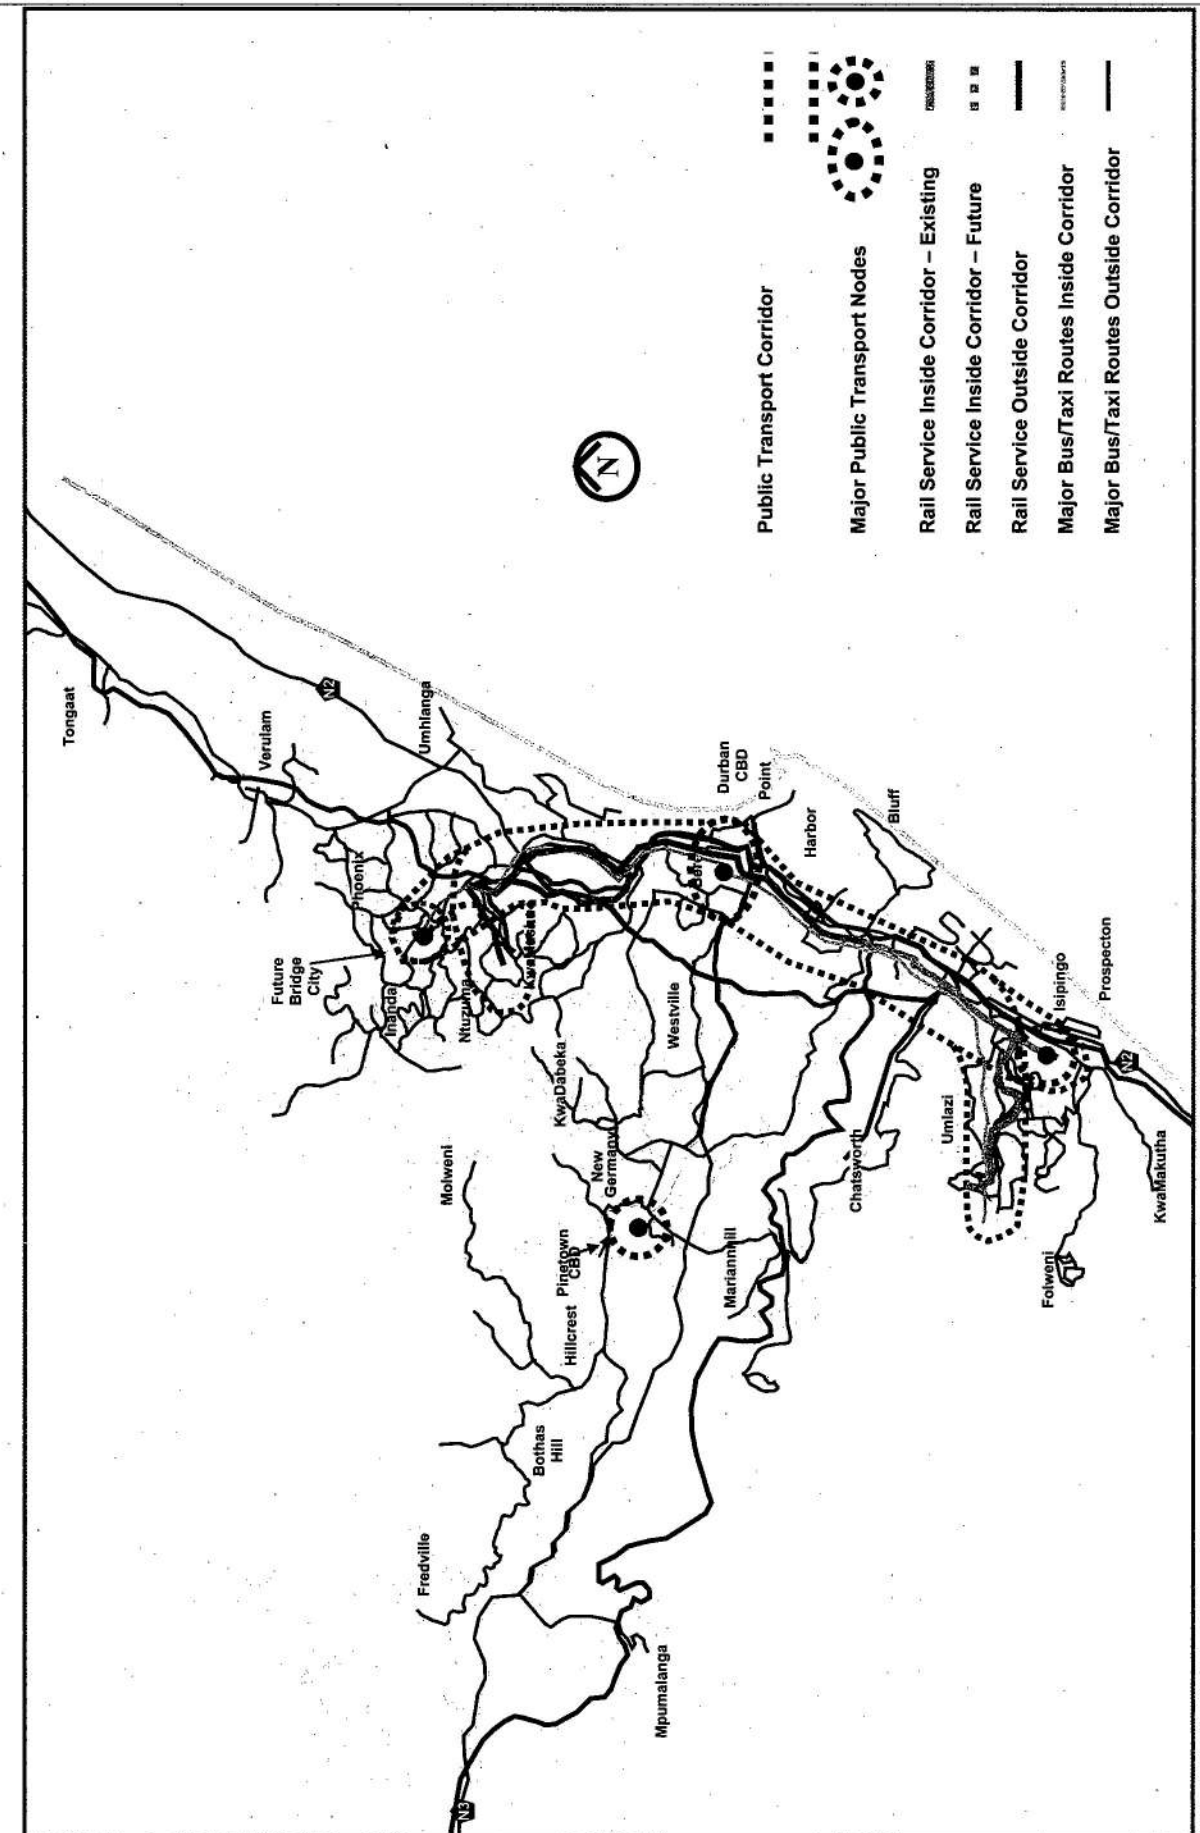 Tongaat
Verulam
N2
Umhlanga
Phoenix
Future
Bridge
City
Inanda
Ntuzuma
KwaMashu
Durban
CBD
Point
Harbor
Bluff
Westville
KwaDabeka
New
Germany
Pinetown
CBD
Molweni
Hillcrest
Bothas
Hill
Fredville
Mpumalanga
N3
Mariannhill
Chatsworth
Umlazi
Isipingo
Prospecton
N2
Folweni
KwaMakutha
N
Public Transport Corridor
Major Public Transport Nodes
Rail Service Inside Corridor – Existing
Rail Service Inside Corridor – Future
Rail Service Outside Corridor
Major Bus/Taxi Routes Inside Corridor
Major Bus/Taxi Routes Outside Corridor